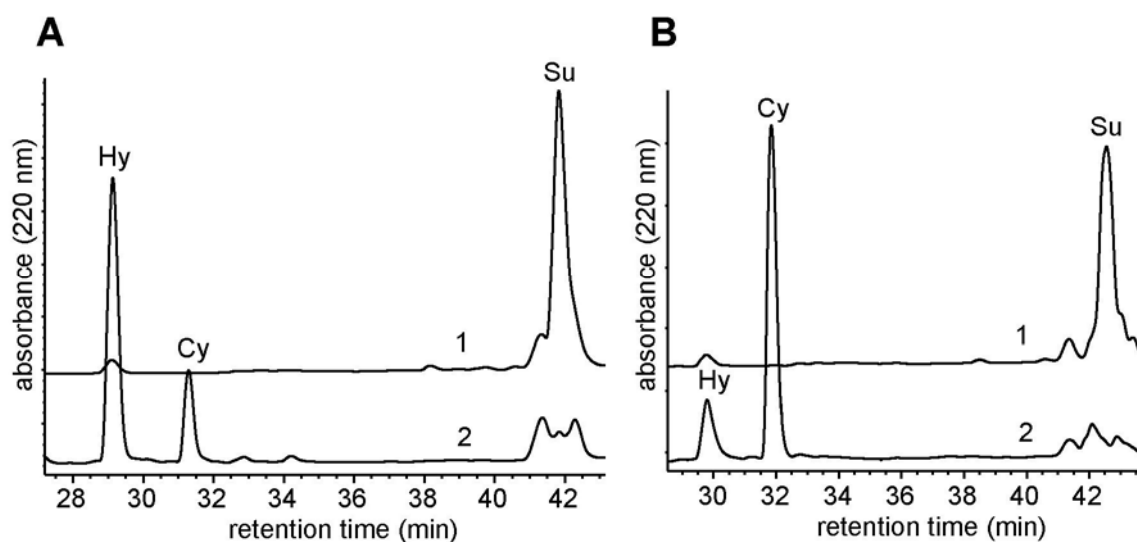 A
Su
Hy
Cy
1
2
absorbance (220 nm)
28 30 32 34 36 38 40 42
retention time (min)
B
Cy
Su
Hy
1
2
absorbance (220 nm)
30 32 34 36 38 40 42
retention time (min)